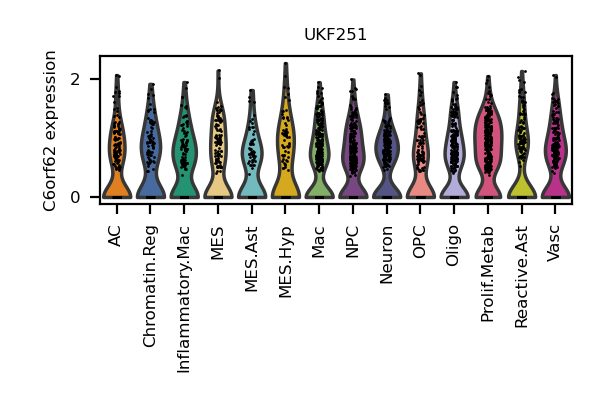 UKF251
C6orf62 expression
2
0
AC
Chromatin.Reg
Inflammatory.Mac
MES
MES.Ast
MES.Hyp
Mac
NPC
Neuron
OPC
Oligo
Prolif.Metab
Reactive.Ast
Vasc